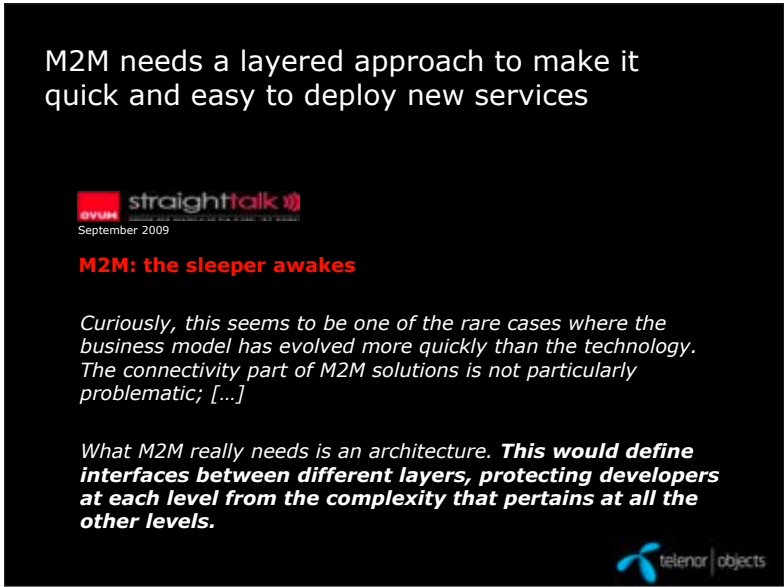 M2M needs a layered approach to make it
quick and easy to deploy new services
OVUM straighttalk
September 2009
M2M: the sleeper awakes
Curiously, this seems to be one of the rare cases where the
business model has evolved more quickly than the technology.
The connectivity part of M2M solutions is not particularly
problematic; […]
What M2M really needs is an architecture. This would define
interfaces between different layers, protecting developers
at each level from the complexity that pertains at all the
other levels.
telenor | objects